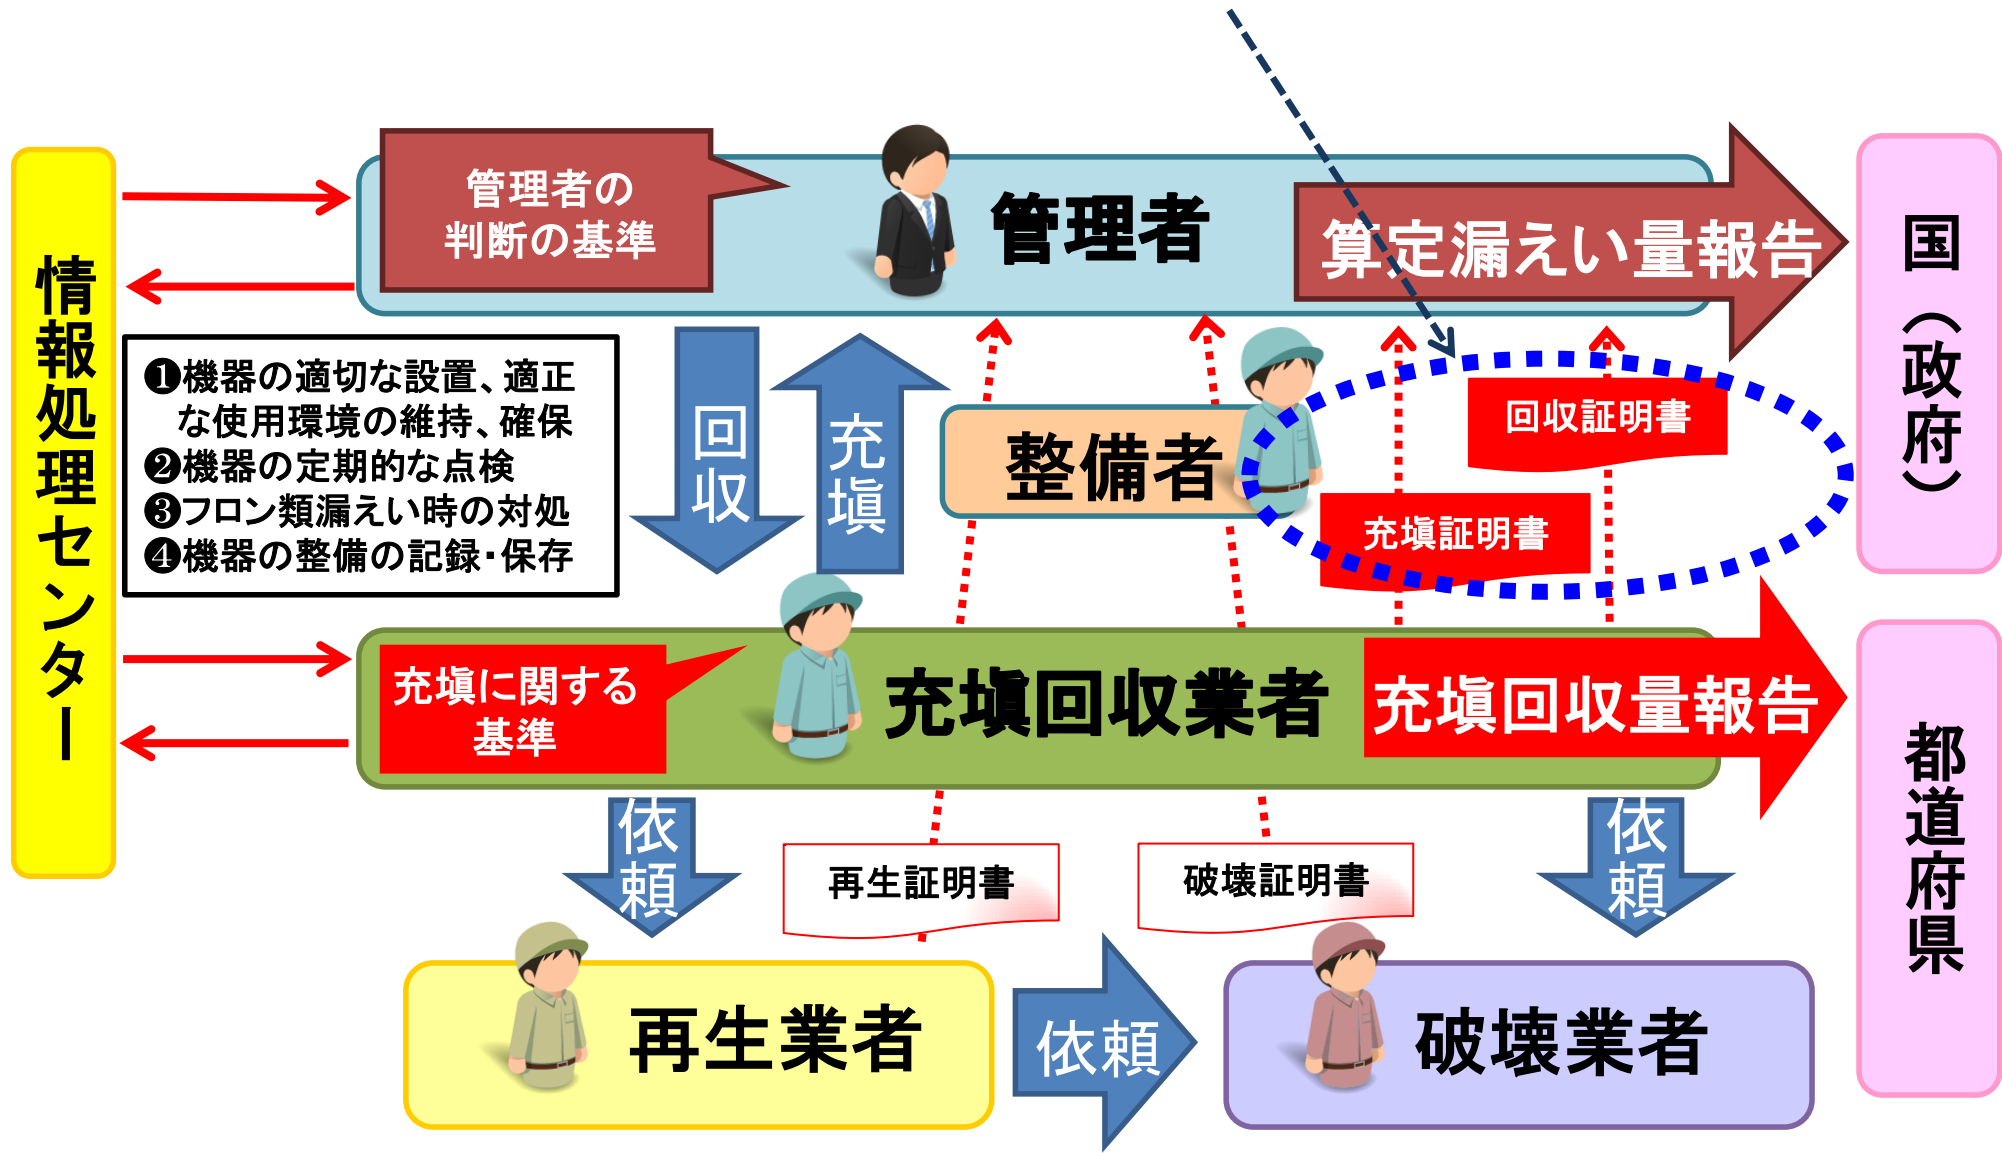 情報処理センター
管理者の
判断の基準
管理者
算定漏えい量報告
国（政府）
❶機器の適切な設置、適正
な使用環境の維持、確保
❷機器の定期的な点検
❸フロン類漏えい時の対処
❹機器の整備の記録・保存
回収
充塡
整備者
回収証明書
充塡証明書
充塡に関する
基準
充塡回収業者
充塡回収量報告
都道府県
依頼
再生証明書
破壊証明書
依頼
再生業者
依頼
破壊業者